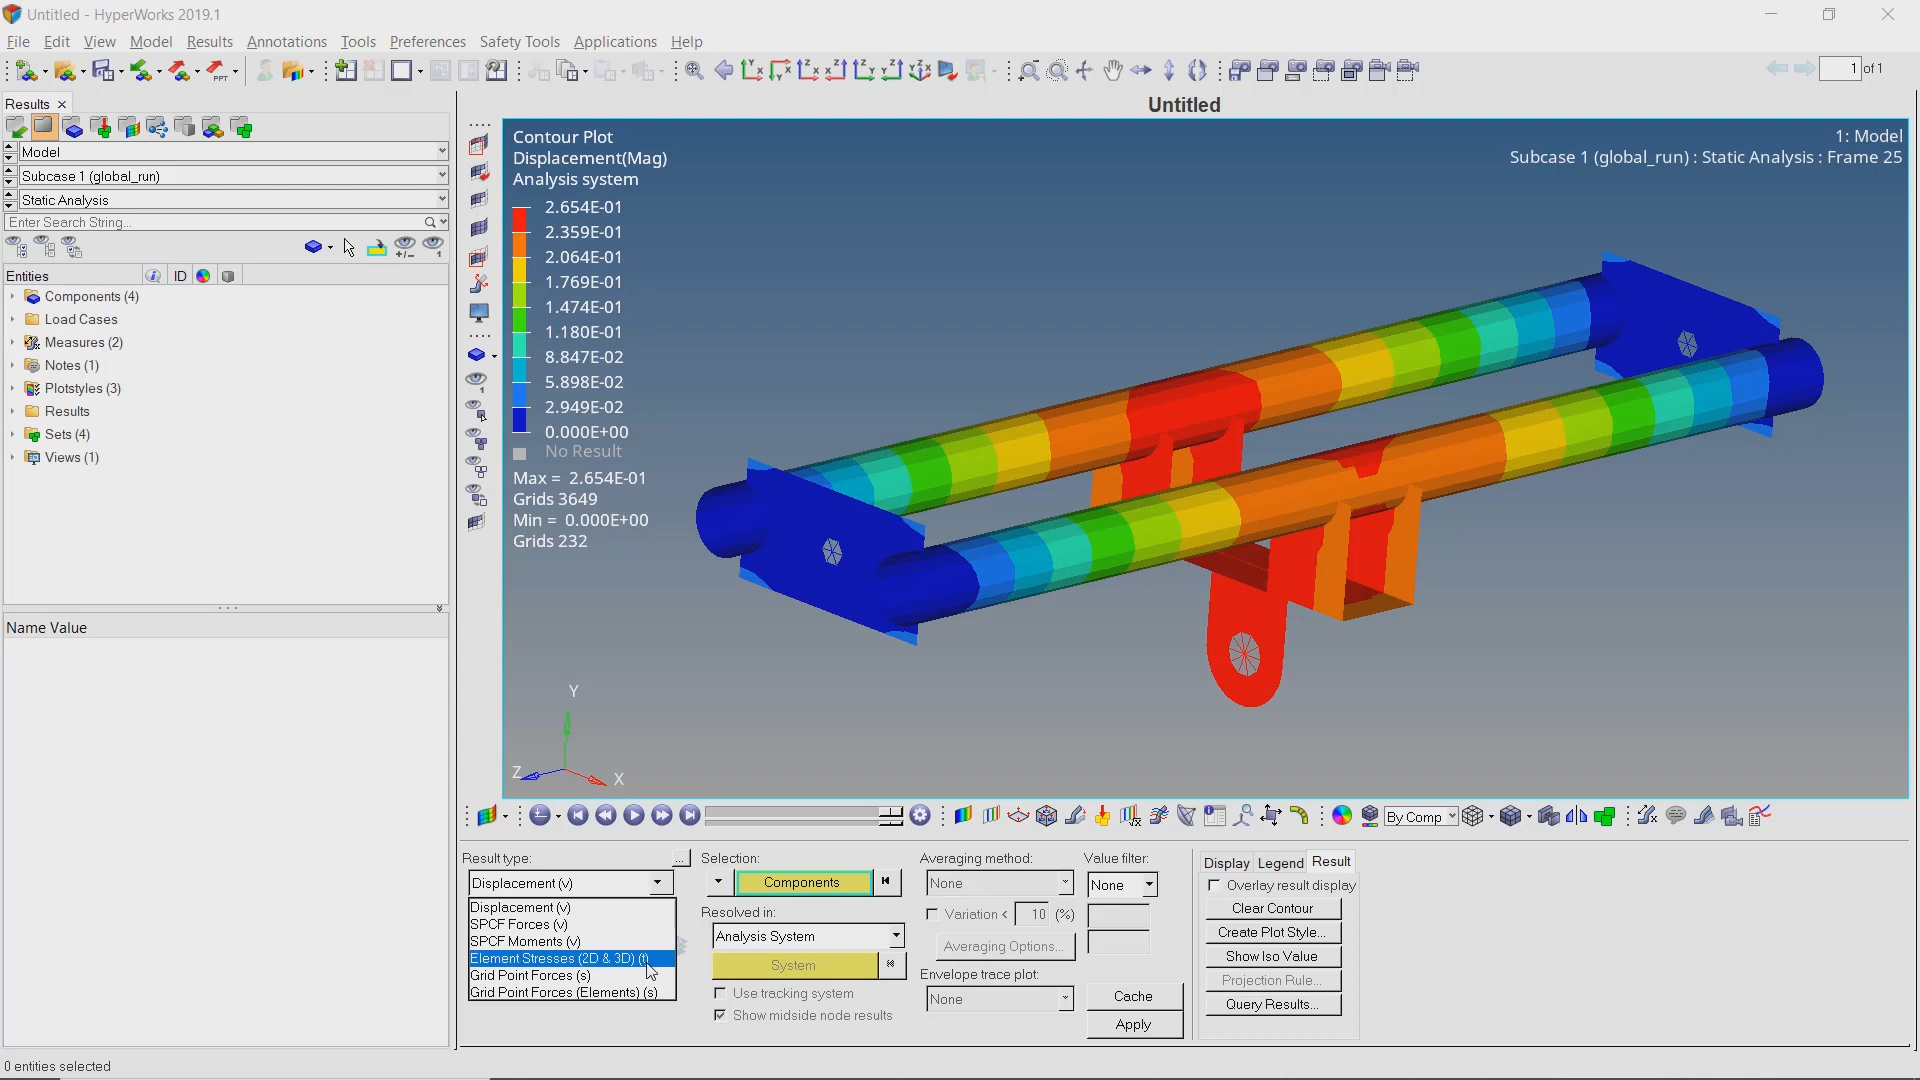 Untitled - HyperWorks 2019.1
File Edit View Model Results Annotations Tools Preferences Safety Tools Applications Help
1 of 1
Results
Untitled
Model
Subcase 1 (global_run)
Static Analysis
Enter Search String...
Entities ID
Components (4)
Load Cases
Measures (2)
Notes (1)
Plotstyles (3)
Results
Sets (4)
Views (1)
Name Value
Contour Plot
Displacement(Mag)
Analysis system
2.654E-01
2.359E-01
2.064E-01
1.769E-01
1.474E-01
1.180E-01
8.847E-02
5.898E-02
2.949E-02
0.000E+00
No Result
Max = 2.654E-01
Grids 3649
Min = 0.000E+00
Grids 232
1: Model
Subcase 1 (global_run) : Static Analysis : Frame 25
Y
Z
X
By Comp
Result type:
...
Displacement (v)
Displacement (v)
SPCF Forces (v)
SPCF Moments (v)
Element Stresses (2D & 3D) (t)
Grid Point Forces (s)
Grid Point Forces (Elements) (s)
Selection:
Components
Resolved in:
Analysis System
System
Use tracking system
Show midside node results
Averaging method:
None
Variation < 10 (%)
Averaging Options...
Envelope trace plot:
None
Value filter:
None
Cache
Apply
Display Legend Result
Overlay result display
Clear Contour
Create Plot Style...
Show Iso Value
Projection Rule...
Query Results...
0 entities selected